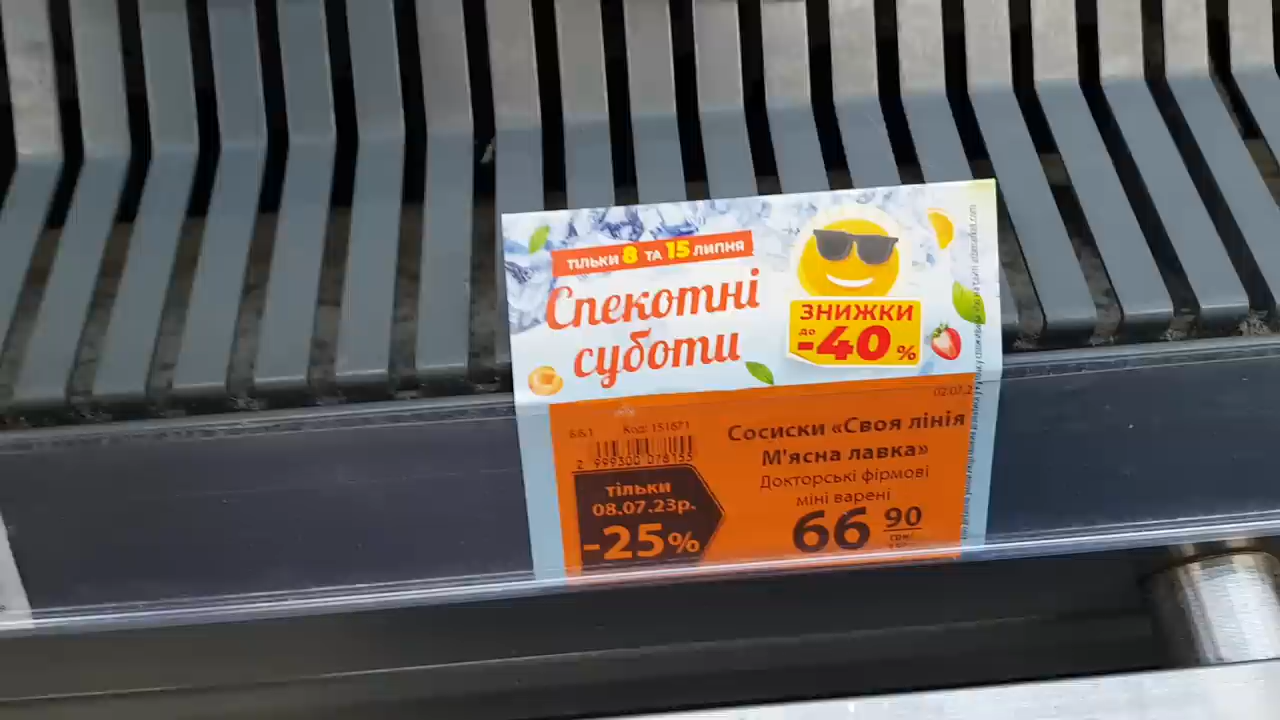 ТІЛЬКИ 8 ТА 15 ЛИПНЯ
Спекотні
суботи
ЗНИЖКИ
до
-40%
Код: 151671
2 999300 078155
тільки
08.07.23р.
-25%
Сосиски «Своя лінія
М'ясна лавка»
Докторські фірмові
міні варені
66 90
грн/